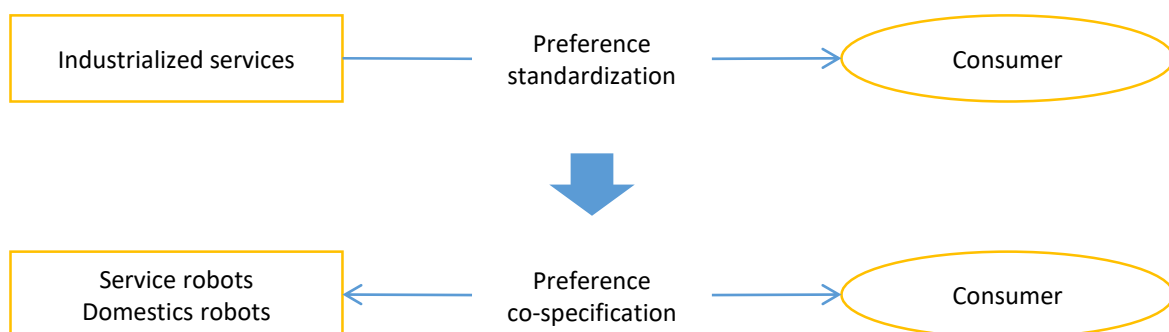 Industrialized services
Preference
standardization
Consumer
Service robots
Domestics robots
Preference
co-specification
Consumer